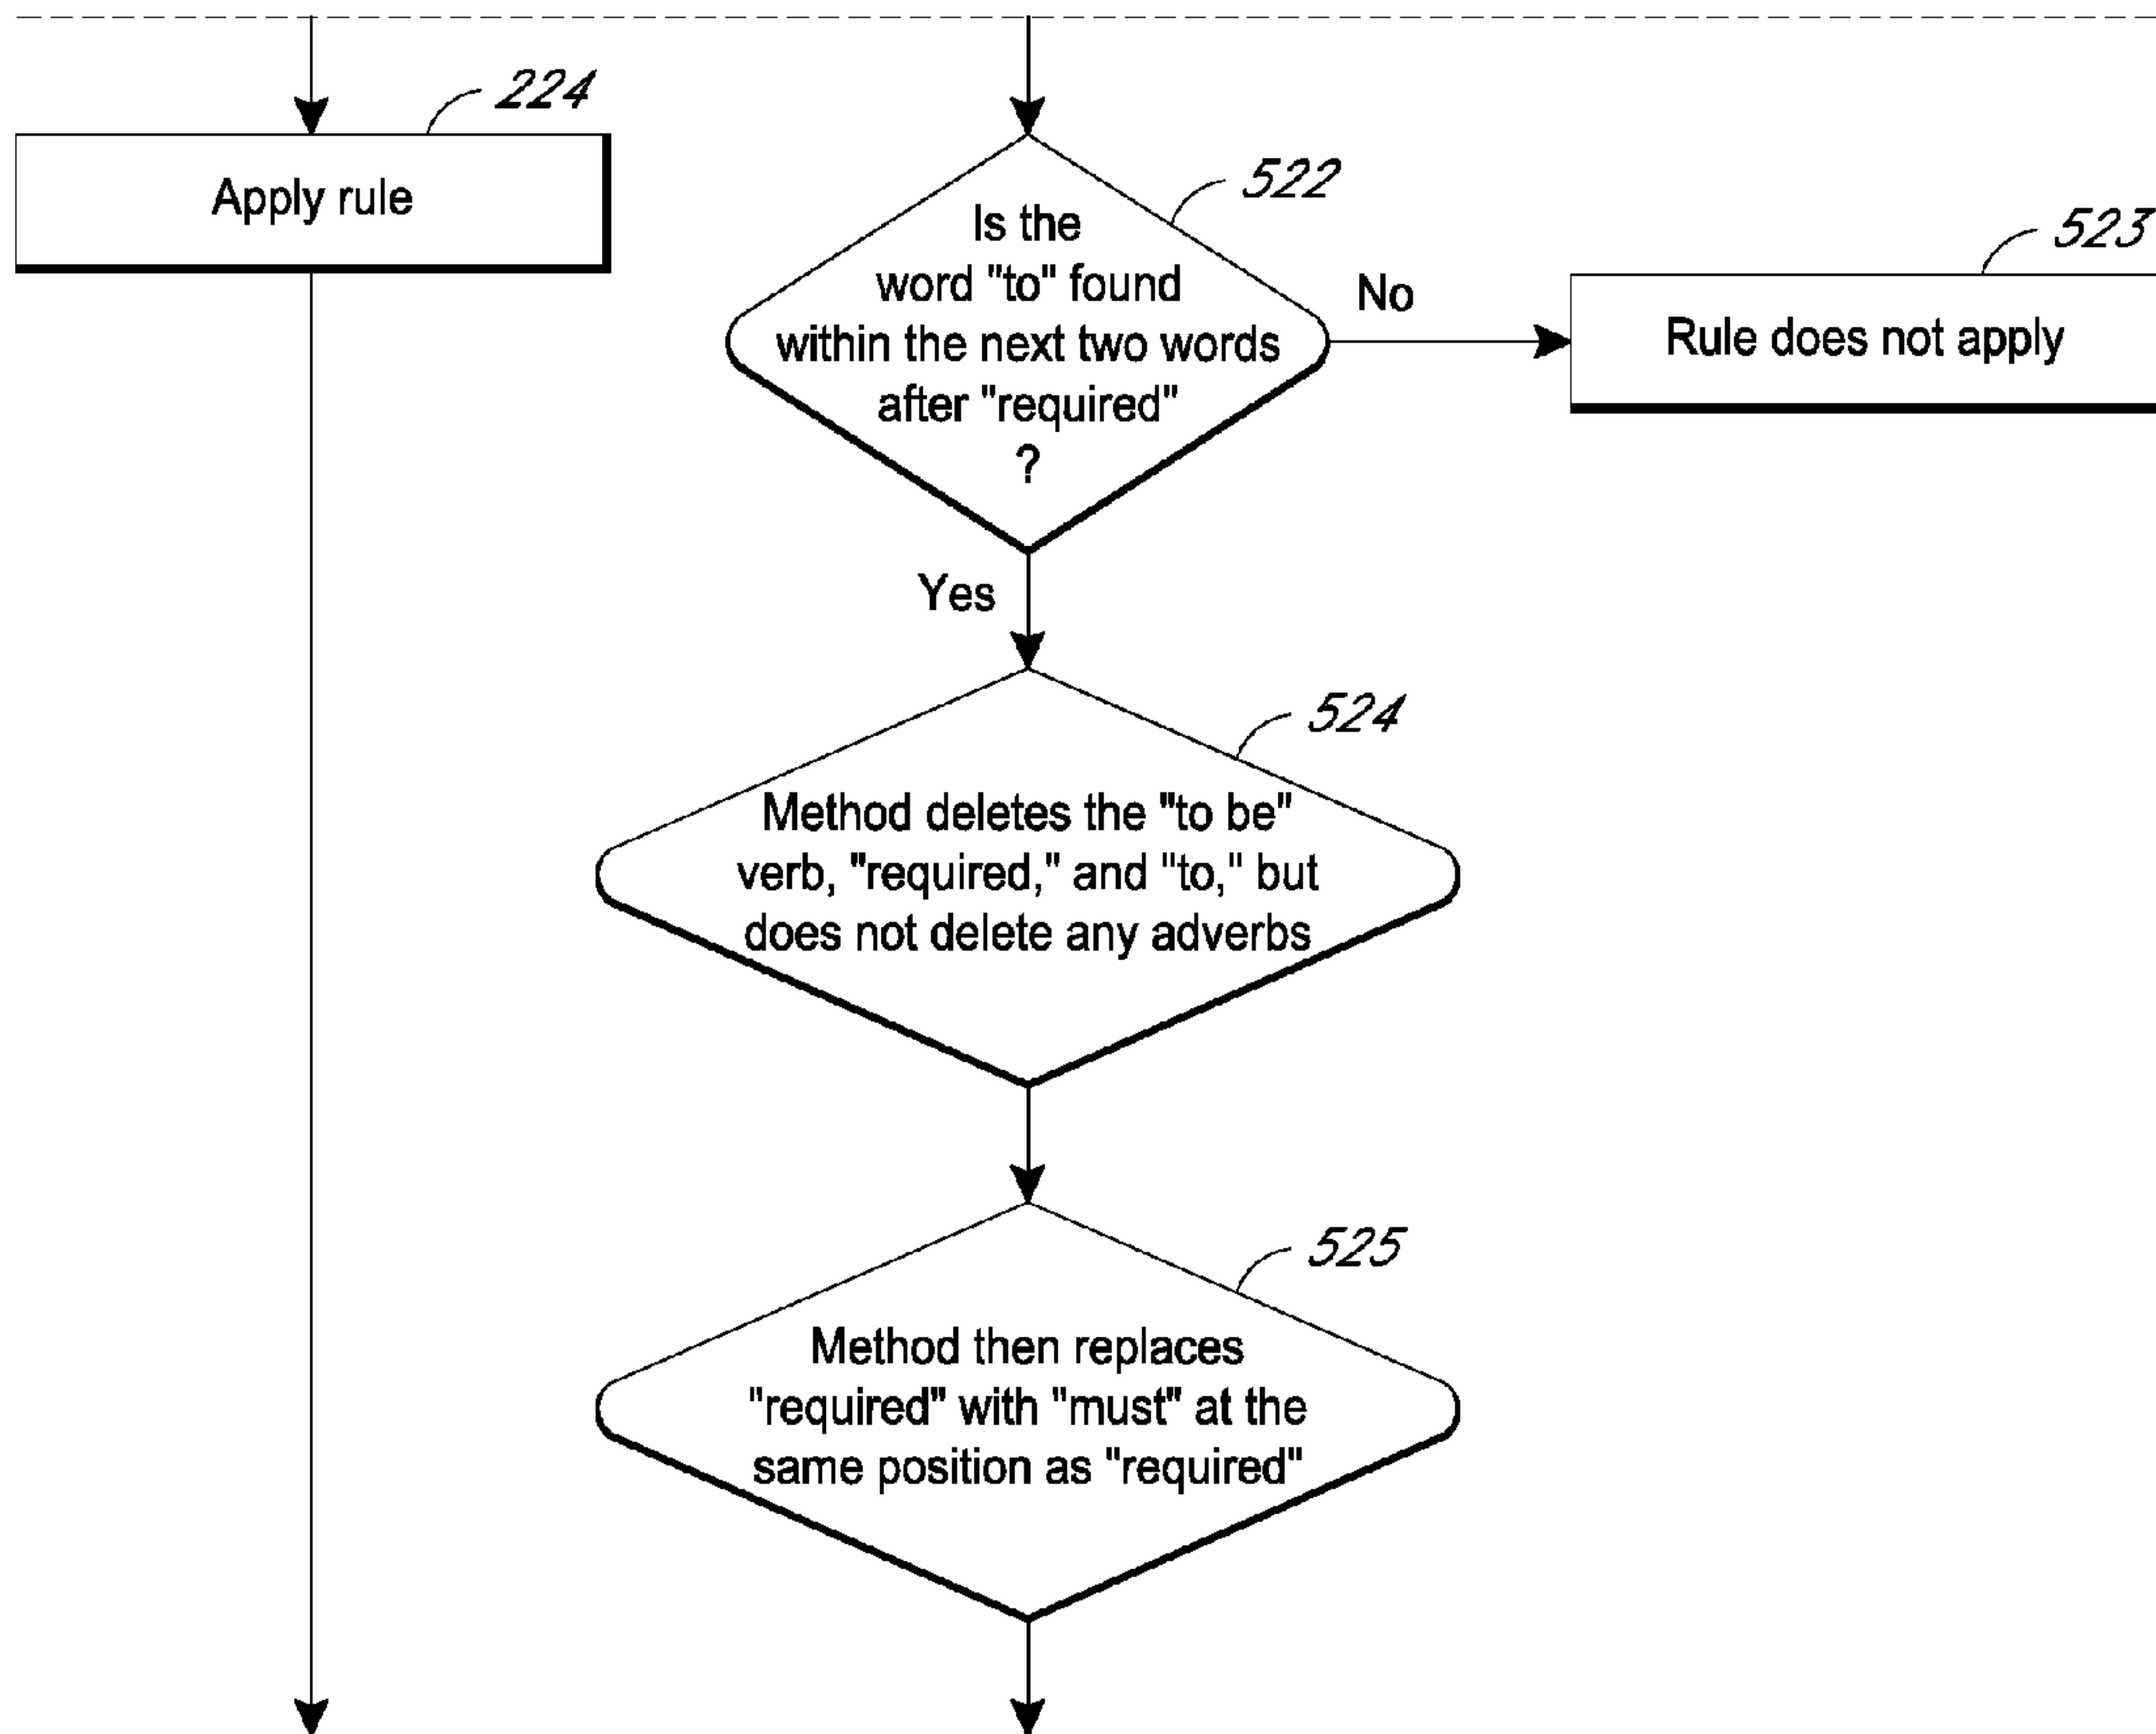 224
Apply rule
522
Is the
word "to" found
within the next two words
after "required"
?
No
523
Rule does not apply
Yes
524
Method deletes the "to be"
verb, "required," and "to," but
does not delete any adverbs
525
Method then replaces
"required" with "must" at the
same position as "required"